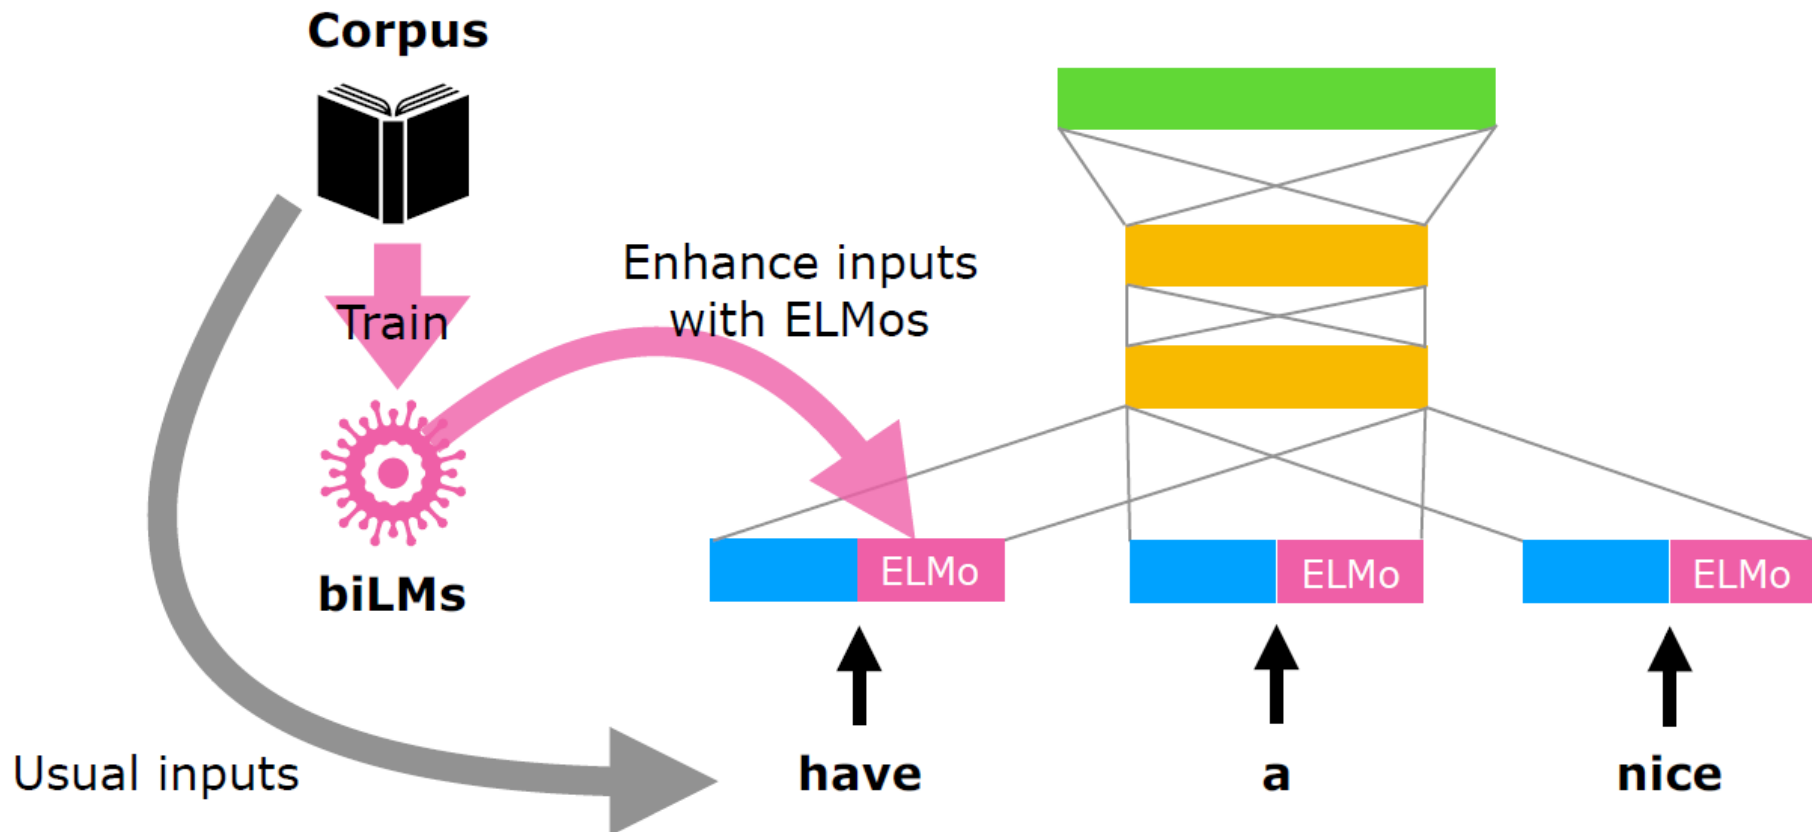 Corpus
Train
biLMs
Usual inputs
Enhance inputs
with ELMos
ELMo
ELMo
ELMo
have
a
nice